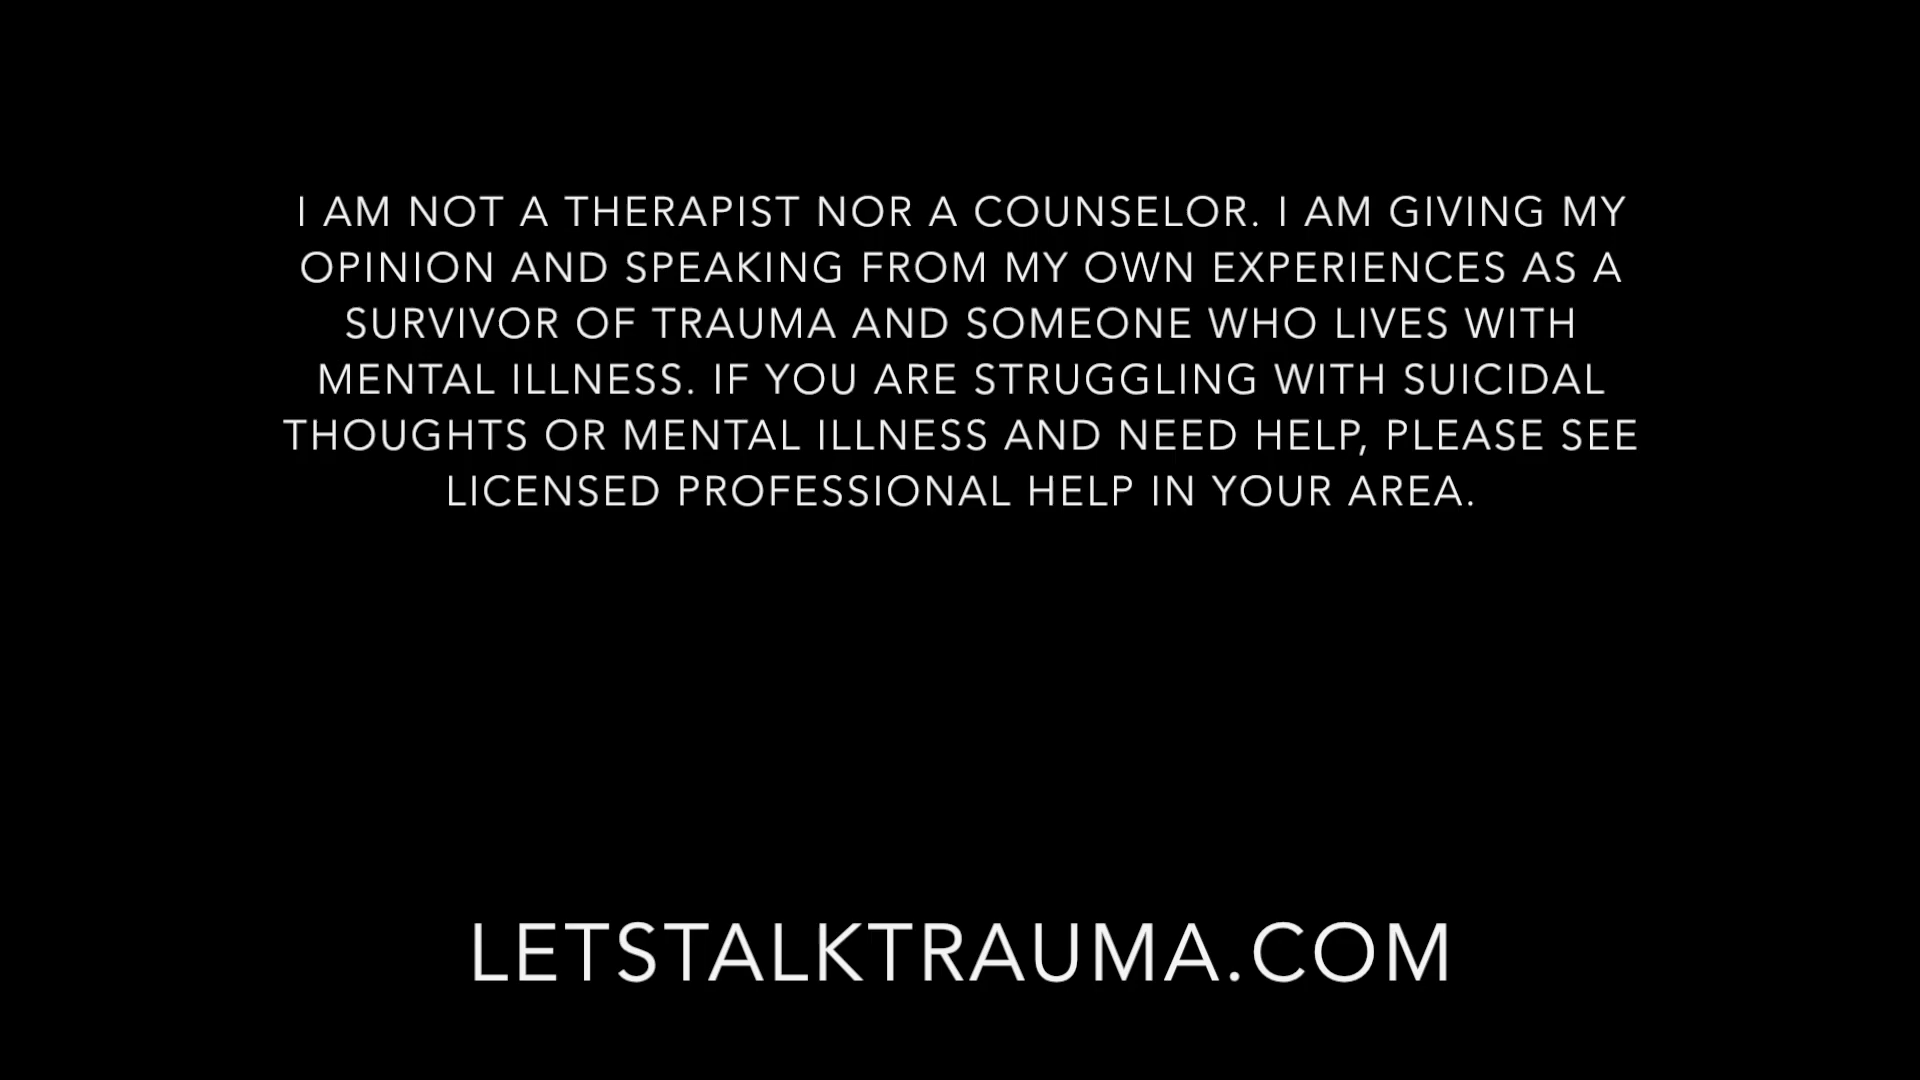 I AM NOT A THERAPIST NOR A COUNSELOR. I AM GIVING MY
OPINION AND SPEAKING FROM MY OWN EXPERIENCES AS A
SURVIVOR OF TRAUMA AND SOMEONE WHO LIVES WITH
MENTAL ILLNESS. IF YOU ARE STRUGGLING WITH SUICIDAL
THOUGHTS OR MENTAL ILLNESS AND NEED HELP, PLEASE SEE
LICENSED PROFESSIONAL HELP IN YOUR AREA.
LETSTALKTRAUMA.COM